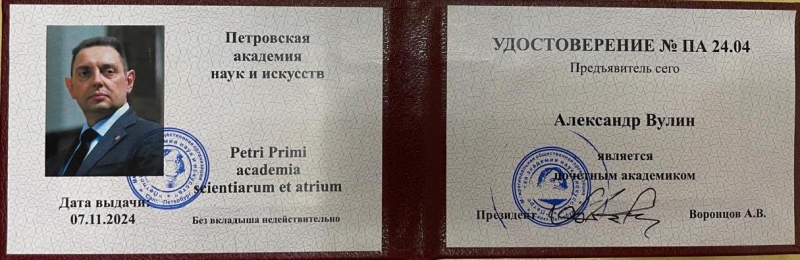 Петровская
академия
наук и искусств
Petri Primi
academia
scientiarum et atrium
Дата выдачи:
07.11.2024
Без вкладыша недействительно
УДОСТОВЕРЕНИЕ № ПА 24.04
Предъявитель сего
Александр Вулин
является
почетным академиком
Президент
Воронцов А.В.